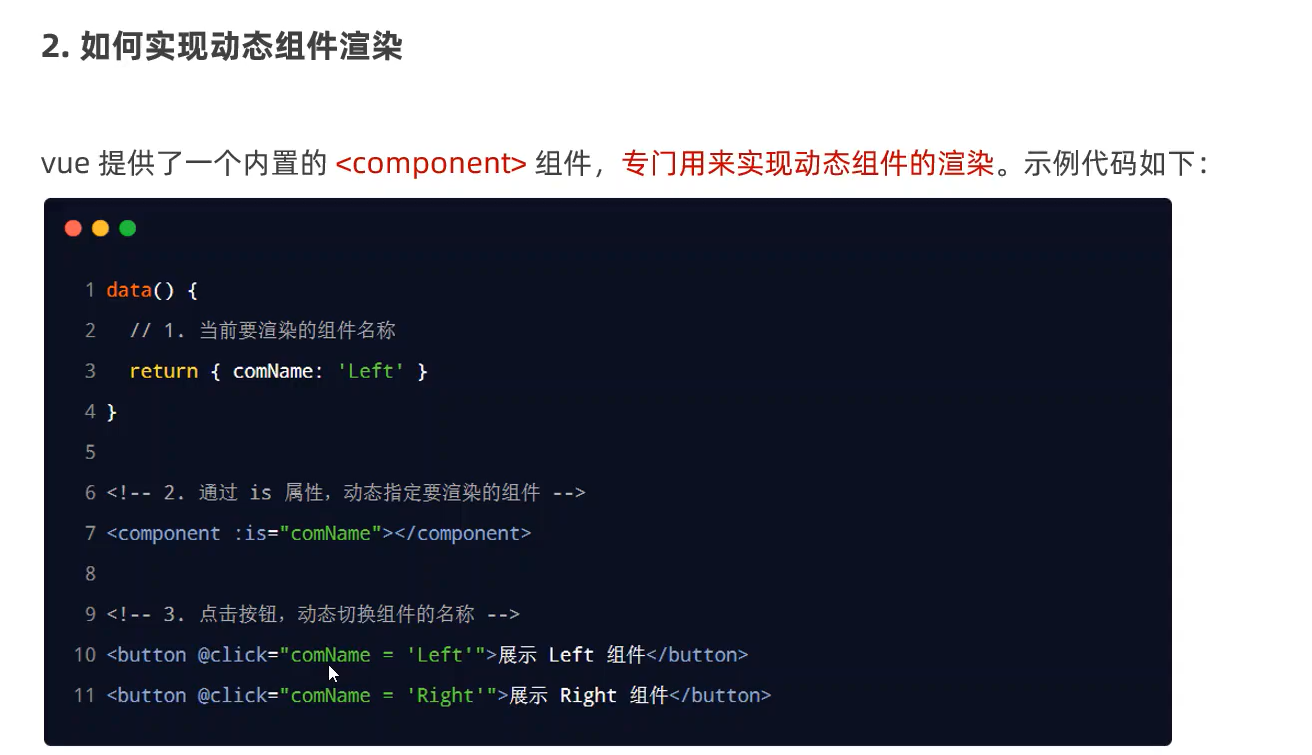 2. 如何实现动态组件渲染
vue 提供了一个内置的 <component> 组件，专门用来实现动态组件的渲染。示例代码如下：
1 data() {
2   // 1. 当前要渲染的组件名称
3   return { comName: 'Left' }
4 }
5
6 <!-- 2. 通过 is 属性，动态指定要渲染的组件 -->
7 <component :is="comName"></component>
8
9 <!-- 3. 点击按钮，动态切换组件的名称 -->
10 <button @click="comName = 'Left'">展示 Left 组件</button>
11 <button @click="comName = 'Right'">展示 Right 组件</button>